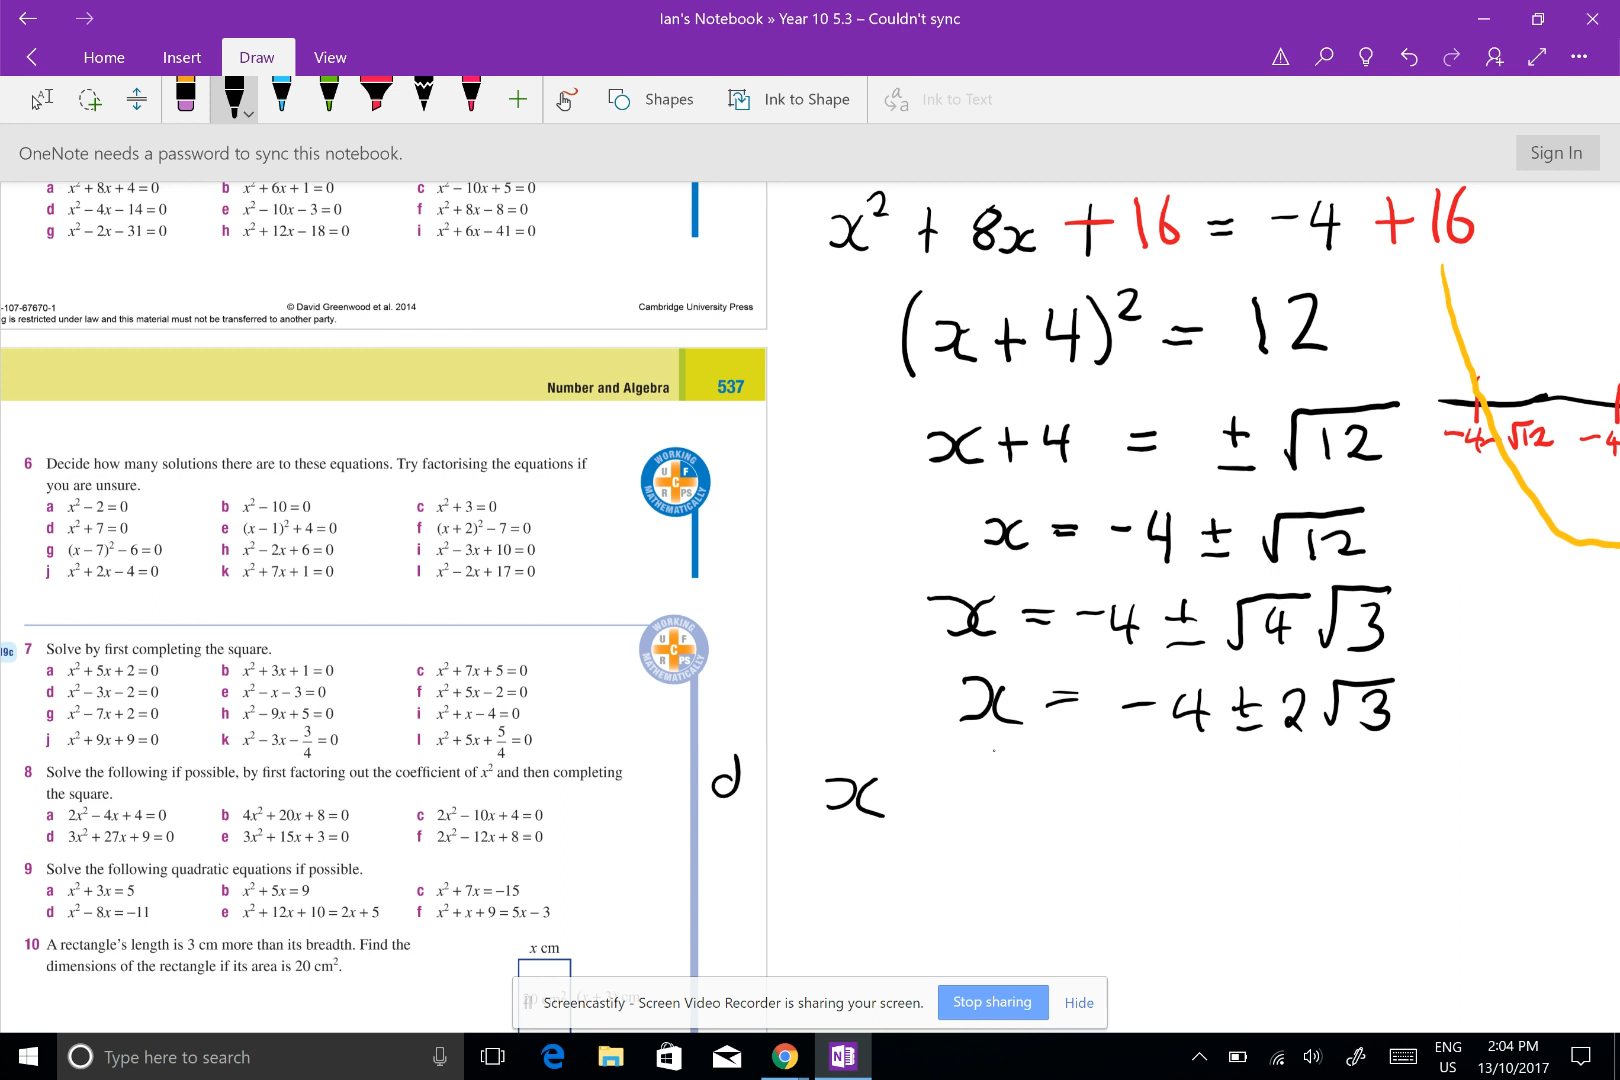 Ian's Notebook » Year 10 5.3 – Couldn't sync
Home Insert Draw View
Shapes Ink to Shape Ink to Text
OneNote needs a password to sync this notebook. Sign In
a x² + 8x + 4 = 0 b x² + 6x + 1 = 0 c x² − 10x + 5 = 0
d x² − 4x − 14 = 0 e x² − 10x − 3 = 0 f x² + 8x − 8 = 0
g x² − 2x − 31 = 0 h x² + 12x − 18 = 0 i x² + 6x − 41 = 0
-107-67670-1 © David Greenwood et al. 2014 Cambridge University Press
g is restricted under law and this material must not be transferred to another party.
Number and Algebra 537
6 Decide how many solutions there are to these equations. Try factorising the equations if
you are unsure.
a x² − 2 = 0 b x² − 10 = 0 c x² + 3 = 0
d x² + 7 = 0 e (x − 1)² + 4 = 0 f (x + 2)² − 7 = 0
g (x − 7)² − 6 = 0 h x² − 2x + 6 = 0 i x² − 3x + 10 = 0
j x² + 2x − 4 = 0 k x² + 7x + 1 = 0 l x² − 2x + 17 = 0
WORKING
U F
C
R PS
MATHEMATICALLY
19c 7 Solve by first completing the square.
a x² + 5x + 2 = 0 b x² + 3x + 1 = 0 c x² + 7x + 5 = 0
d x² − 3x − 2 = 0 e x² − x − 3 = 0 f x² + 5x − 2 = 0
g x² − 7x + 2 = 0 h x² − 9x + 5 = 0 i x² + x − 4 = 0
j x² + 9x + 9 = 0 k x² − 3x − 3/4 = 0 l x² + 5x + 5/4 = 0
WORKING
U F
C
R PS
MATHEMATICALLY
8 Solve the following if possible, by first factoring out the coefficient of x² and then completing
the square.
a 2x² − 4x + 4 = 0 b 4x² + 20x + 8 = 0 c 2x² − 10x + 4 = 0
d 3x² + 27x + 9 = 0 e 3x² + 15x + 3 = 0 f 2x² − 12x + 8 = 0
9 Solve the following quadratic equations if possible.
a x² + 3x = 5 b x² + 5x = 9 c x² + 7x = −15
d x² − 8x = −11 e x² + 12x + 10 = 2x + 5 f x² + x + 9 = 5x − 3
10 A rectangle's length is 3 cm more than its breadth. Find the
dimensions of the rectangle if its area is 20 cm².
x cm
x² + 8x + 16 = -4 + 16
(x + 4)² = 12
x + 4 = ± √12
x = -4 ± √12
x = -4 ± √4 √3
x = -4 ± 2√3
-4 - √12 -4
d x
Screencastify - Screen Video Recorder is sharing your screen. Stop sharing Hide
Type here to search
ENG
US
2:04 PM
13/10/2017